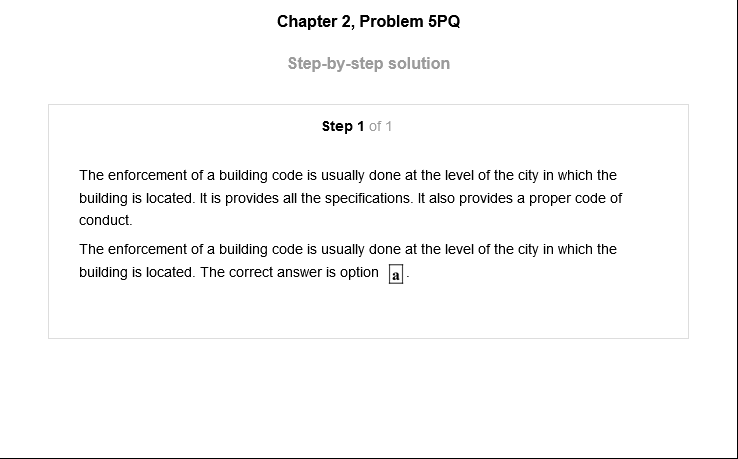 Chapter 2, Problem 5PQ
Step-by-step solution
Step 1 of 1
The enforcement of a building code is usually done at the level of the city in which the
building is located. It is provides all the specifications. It also provides a proper code of
conduct.
The enforcement of a building code is usually done at the level of the city in which the
building is located. The correct answer is option a.